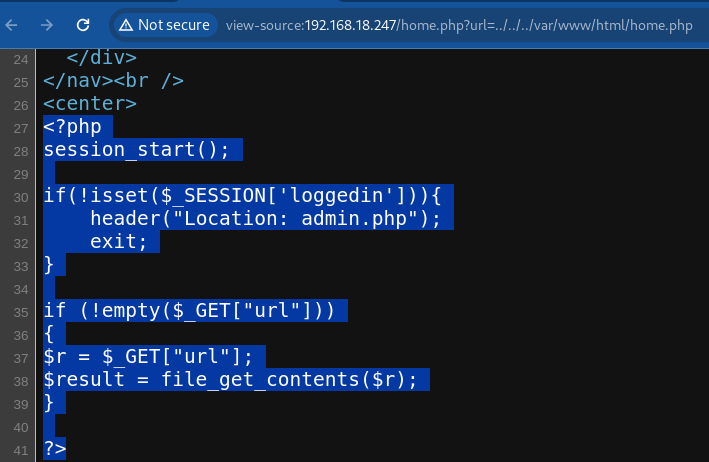 Not secure view-source:192.168.18.247/home.php?url=../../../var/www/html/home.php
24 </div>
25 </nav><br />
26 <center>
27 <?php
28 session_start();
29
30 if(!isset($_SESSION['loggedin'])){
31 header("Location: admin.php");
32 exit;
33 }
34
35 if (!empty($_GET["url"]))
36 {
37 $r = $_GET["url"];
38 $result = file_get_contents($r);
39 }
40
41 ?>